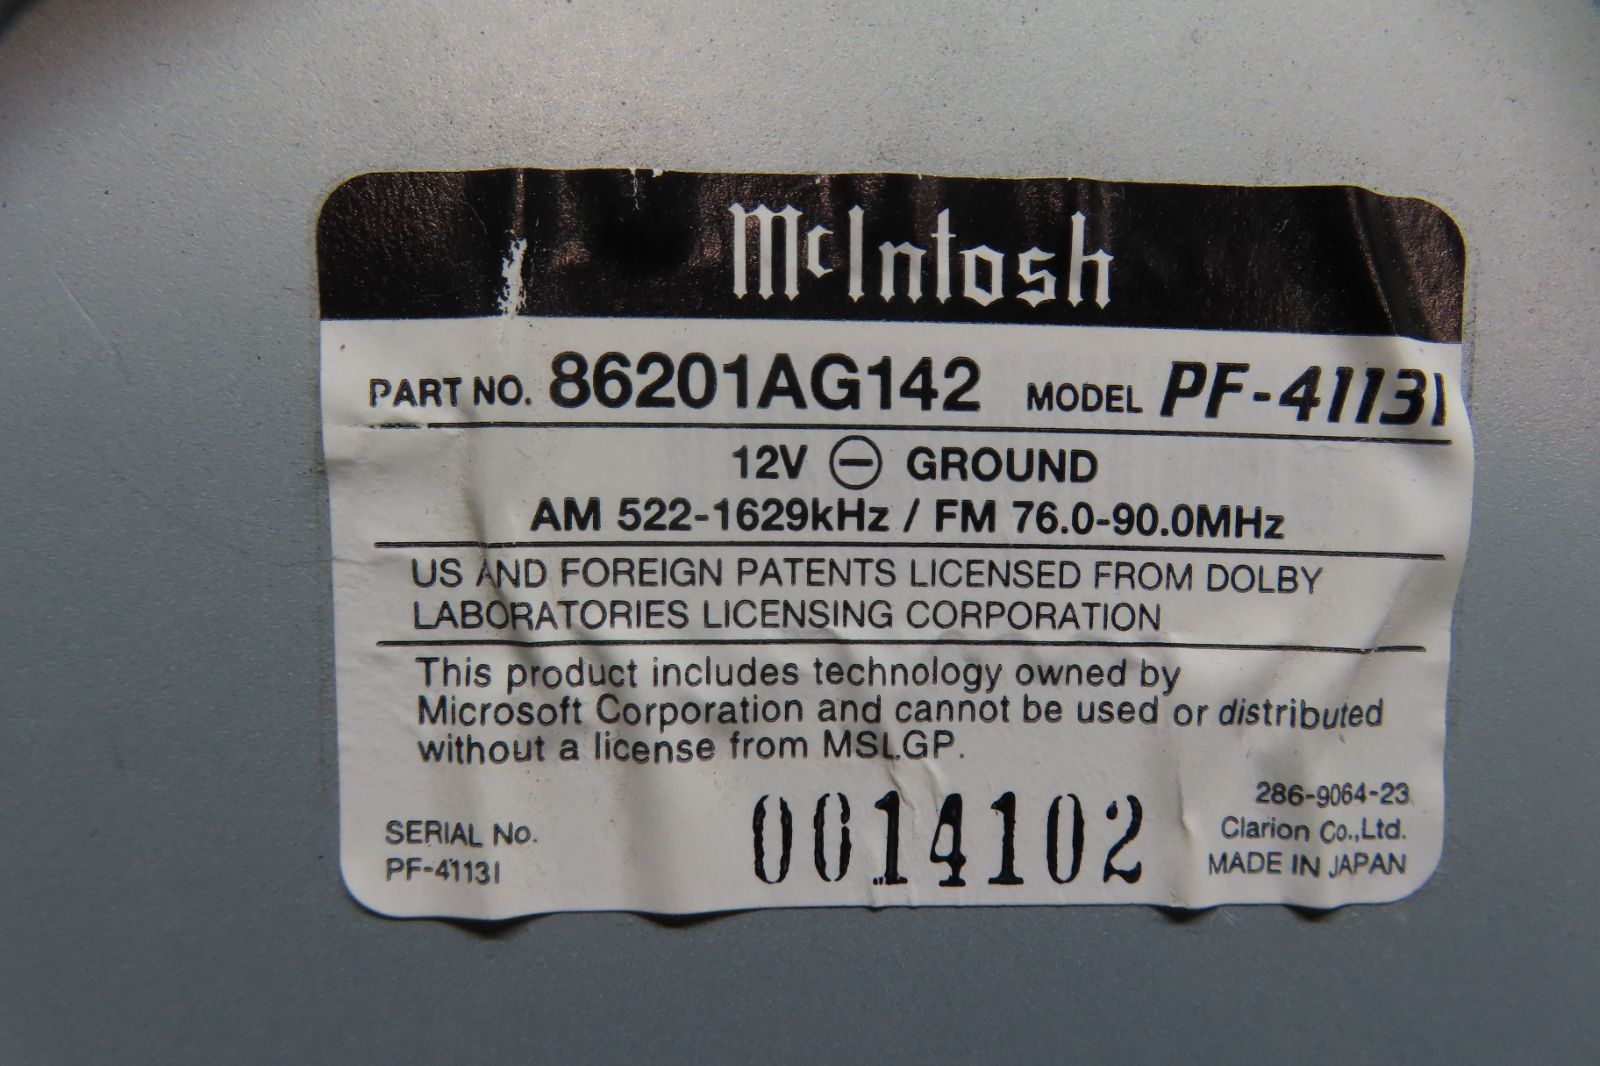 McIntosh
PART NO. 86201AG142 MODEL PF-4113I
12V ⊖ GROUND
AM 522-1629kHz / FM 76.0-90.0MHz
US AND FOREIGN PATENTS LICENSED FROM DOLBY
LABORATORIES LICENSING CORPORATION
This product includes technology owned by
Microsoft Corporation and cannot be used or distributed
without a license from MSLGP.
286-9064-23
SERIAL No. 0014102 Clarion Co.,Ltd.
PF-4113I MADE IN JAPAN